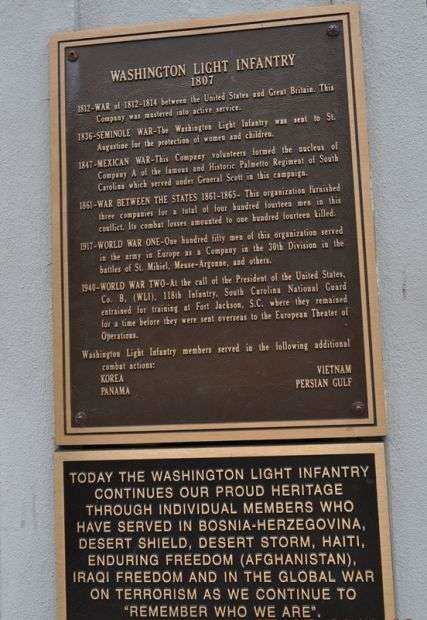 WASHINGTON LIGHT INFANTRY
1807
1812-WAR of 1812-1814 between the United States and Great Britain. This
Company was mustered into active service.
1836-SEMINOLE WAR-The Washington Light Infantry was sent to St.
Augustine for the protection of women and children.
1847-MEXICAN WAR-This Company volunteers formed the nucleus of
Company A of the famous and Historic Palmetto Regiment of South
Carolina which served under General Scott in this campaign.
1861-WAR BETWEEN THE STATES 1861-1865- This organization furnished
three companies for a total of four hundred fourteen men in this
conflict. Its combat losses amounted to one hundred fourteen killed.
1917-WORLD WAR ONE-One hundred fifty men of this organization served
in the army in Europe as a Company in the 30th Division in the
battles of St. Mihiel, Messe-Argonne, and others.
1940-WORLD WAR TWO-At the call of the President of the United States,
Co. B, (WLI), 118th Infantry, South Carolina National Guard
entrained for training at Fort Jackson, S.C. where they remained
for a time before they were sent overseas to the European Theater of
Operations.
Washington Light Infantry members served in the following additional
combat actions:
KOREA VIETNAM
PANAMA PERSIAN GULF
TODAY THE WASHINGTON LIGHT INFANTRY
CONTINUES OUR PROUD HERITAGE
THROUGH INDIVIDUAL MEMBERS WHO
HAVE SERVED IN BOSNIA-HERZEGOVINA,
DESERT SHIELD, DESERT STORM, HAITI,
ENDURING FREEDOM (AFGHANISTAN),
IRAQI FREEDOM AND IN THE GLOBAL WAR
ON TERRORISM AS WE CONTINUE TO
"REMEMBER WHO WE ARE".